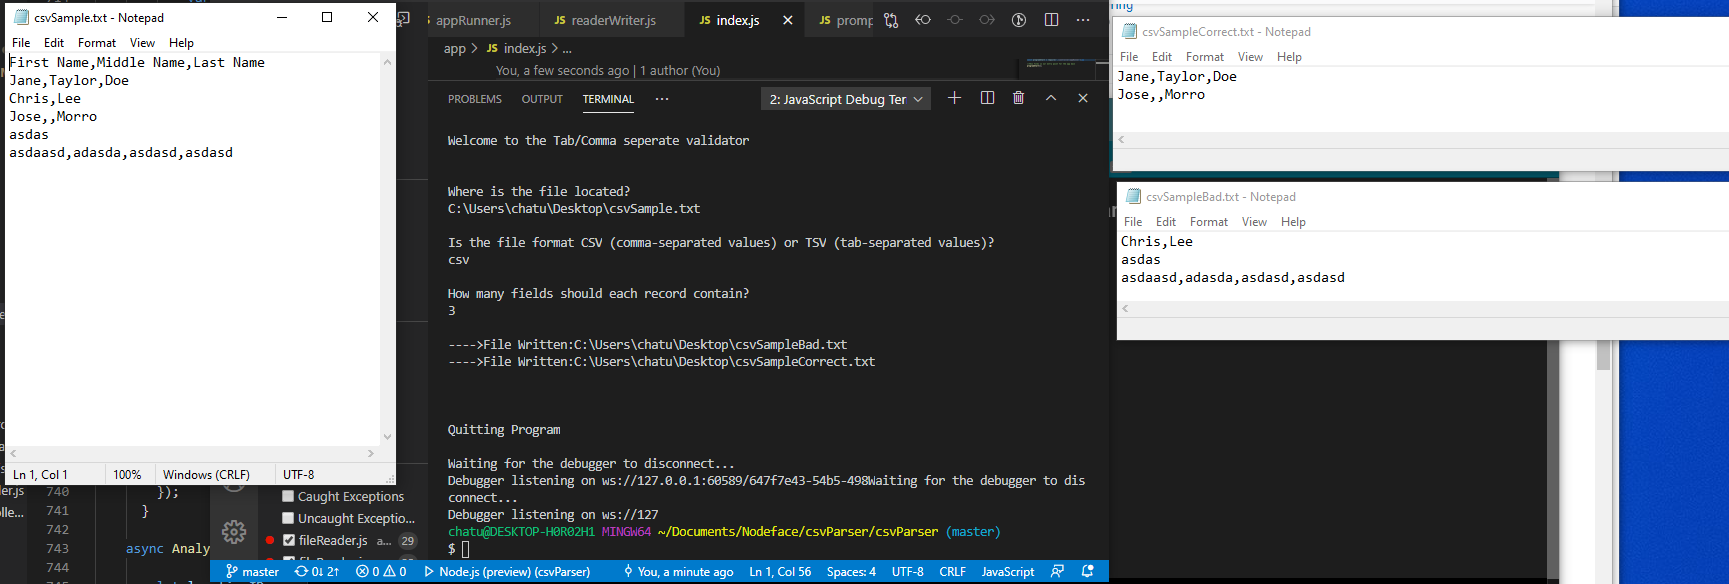 csvSample.txt - Notepad
File Edit Format View Help
First Name,Middle Name,Last Name
Jane,Taylor,Doe
Chris,Lee
Jose,,Morro
asdas
asdaasd,adasda,asdasd,asdasd
Ln 1, Col 1 100% Windows (CRLF) UTF-8
740 });
741 }
742
743 async Analy
744
Caught Exceptions
Uncaught Exceptio...
fileReader.js a... 29
JS appRunner.js JS readerWriter.js JS index.js JS promp
app > JS index.js > ...
You, a few seconds ago | 1 author (You)
PROBLEMS OUTPUT TERMINAL ... 2: JavaScript Debug Ter
Welcome to the Tab/Comma seperate validator
Where is the file located?
C:\Users\chatu\Desktop\csvSample.txt
Is the file format CSV (comma-separated values) or TSV (tab-separated values)?
csv
How many fields should each record contain?
3
---->File Written:C:\Users\chatu\Desktop\csvSampleBad.txt
---->File Written:C:\Users\chatu\Desktop\csvSampleCorrect.txt
Quitting Program
Waiting for the debugger to disconnect...
Debugger listening on ws://127.0.0.1:60589/647f7e43-54b5-498Waiting for the debugger to dis
connect...
Debugger listening on ws://127
chatu@DESKTOP-H0R02H1 MINGW64 ~/Documents/Nodeface/csvParser/csvParser (master)
$
master 0↓ 2↑ 0 0 Node.js (preview) (csvParser) You, a minute ago Ln 1, Col 56 Spaces: 4 UTF-8 CRLF JavaScript
csvSampleCorrect.txt - Notepad
File Edit Format View Help
Jane,Taylor,Doe
Jose,,Morro
csvSampleBad.txt - Notepad
File Edit Format View Help
Chris,Lee
asdas
asdaasd,adasda,asdasd,asdasd